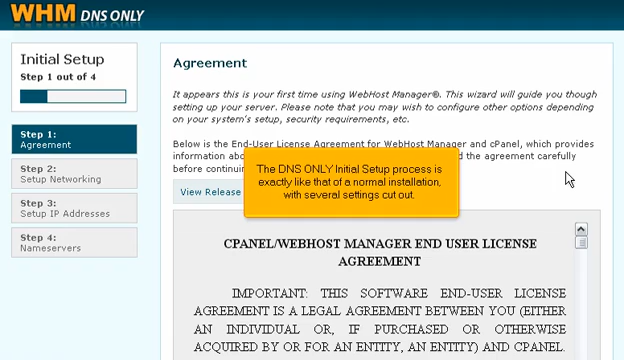 WHM DNS ONLY
Initial Setup
Step 1 out of 4
Step 1:
Agreement
Step 2:
Setup Networking
Step 3:
Setup IP Addresses
Step 4:
Nameservers
Agreement
It appears this is your first time using WebHost Manager®. This wizard will guide you though
setting up your server. Please note that you may wish to configure other options depending
on your system's setup, security requirements, etc.
Below is the End-User License Agreement for WebHost Manager and cPanel, which provides
information abo
d the agreement carefully
before continuin
View Release
The DNS ONLY Initial Setup process is
exactly like that of a normal installation,
with several settings cut out.
CPANEL/WEBHOST MANAGER END USER LICENSE
AGREEMENT
IMPORTANT: THIS SOFTWARE END-USER LICENSE
AGREEMENT IS A LEGAL AGREEMENT BETWEEN YOU (EITHER
AN INDIVIDUAL OR, IF PURCHASED OR OTHERWISE
ACQUIRED BY OR FOR AN ENTITY, AN ENTITY) AND CPANEL.